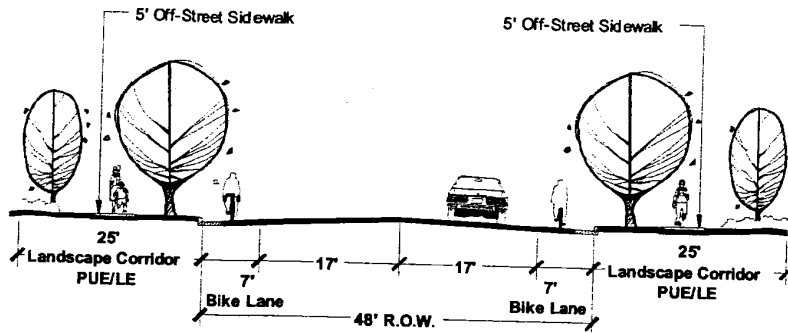 5' Off-Street Sidewalk
5' Off-Street Sidewalk
25'
Landscape Corridor
PUE/LE
7'
Bike Lane
17'
17'
7'
Bike Lane
25'
Landscape Corridor
PUE/LE
48' R.O.W.